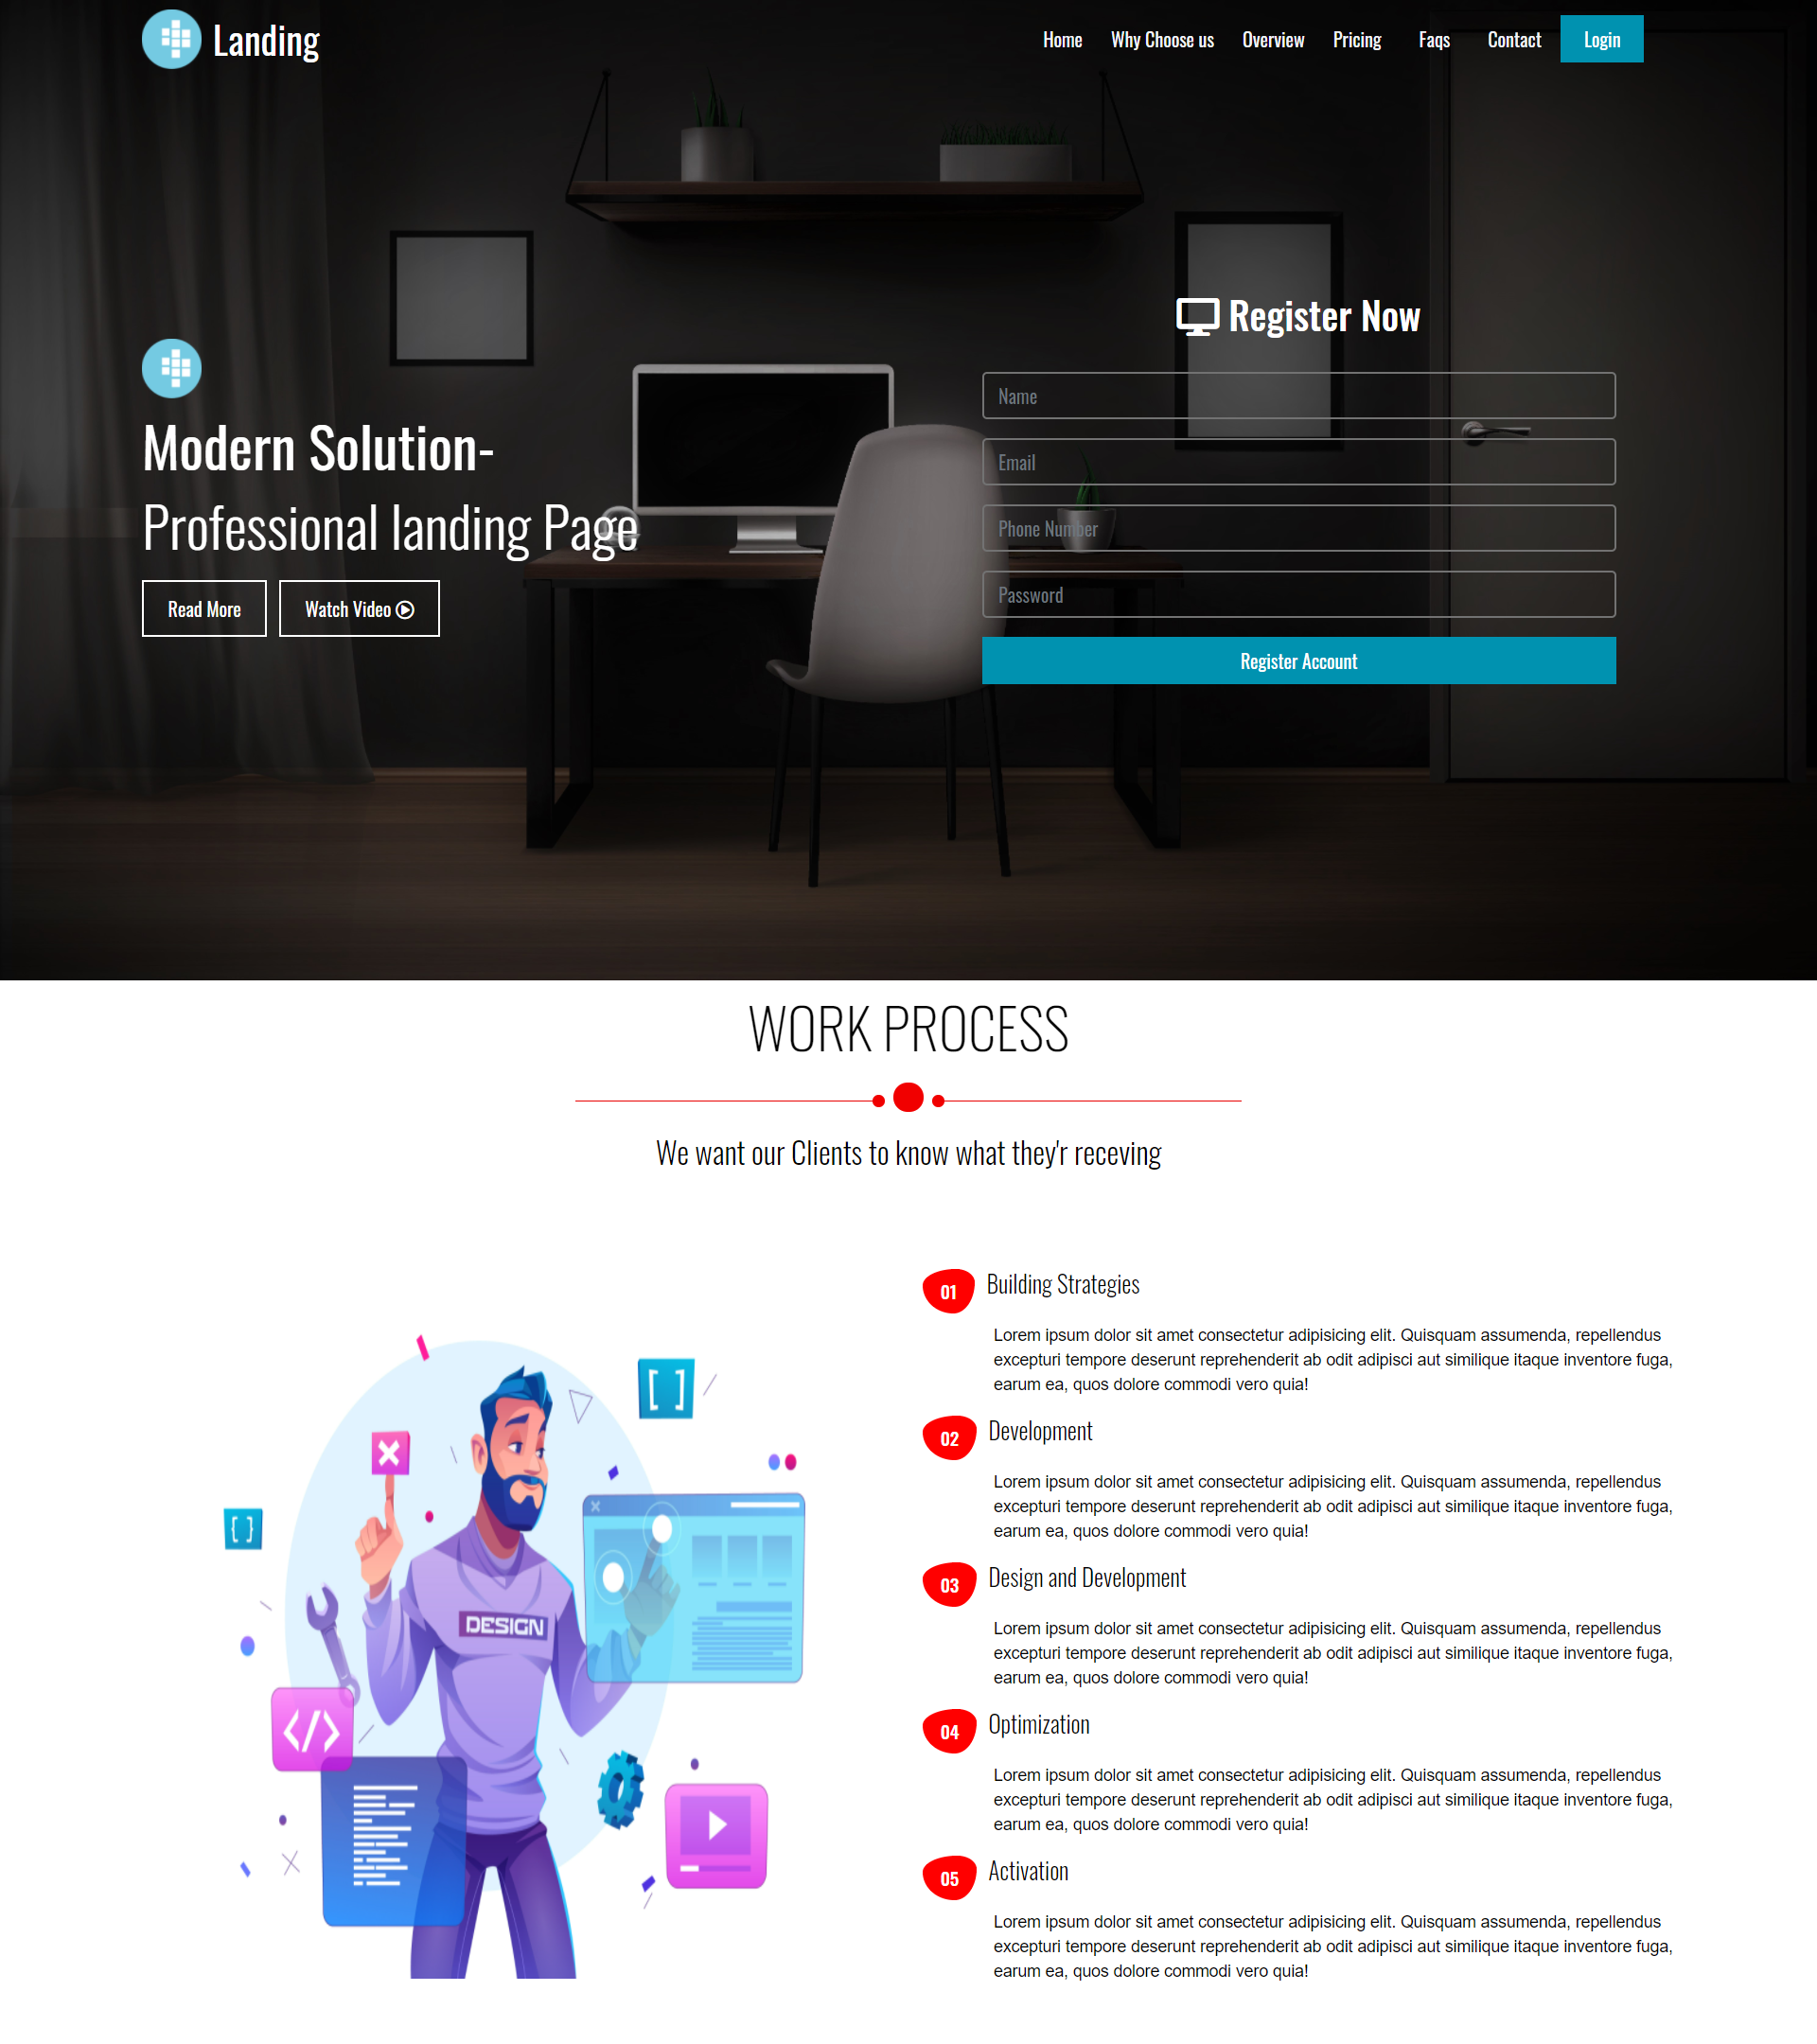 Landing
Home Why Choose us Overview Pricing Faqs Contact Login
Modern Solution-
Professional landing Page
Read More Watch Video
Register Now
Name
Email
Phone Number
Password
Register Account
WORK PROCESS
We want our Clients to know what they'r receving
DESIGN
01 Building Strategies
Lorem ipsum dolor sit amet consectetur adipisicing elit. Quisquam assumenda, repellendus
excepturi tempore deserunt reprehenderit ab odit adipisci aut similique itaque inventore fuga,
earum ea, quos dolore commodi vero quia!
02 Development
Lorem ipsum dolor sit amet consectetur adipisicing elit. Quisquam assumenda, repellendus
excepturi tempore deserunt reprehenderit ab odit adipisci aut similique itaque inventore fuga,
earum ea, quos dolore commodi vero quia!
03 Design and Development
Lorem ipsum dolor sit amet consectetur adipisicing elit. Quisquam assumenda, repellendus
excepturi tempore deserunt reprehenderit ab odit adipisci aut similique itaque inventore fuga,
earum ea, quos dolore commodi vero quia!
04 Optimization
Lorem ipsum dolor sit amet consectetur adipisicing elit. Quisquam assumenda, repellendus
excepturi tempore deserunt reprehenderit ab odit adipisci aut similique itaque inventore fuga,
earum ea, quos dolore commodi vero quia!
05 Activation
Lorem ipsum dolor sit amet consectetur adipisicing elit. Quisquam assumenda, repellendus
excepturi tempore deserunt reprehenderit ab odit adipisci aut similique itaque inventore fuga,
earum ea, quos dolore commodi vero quia!